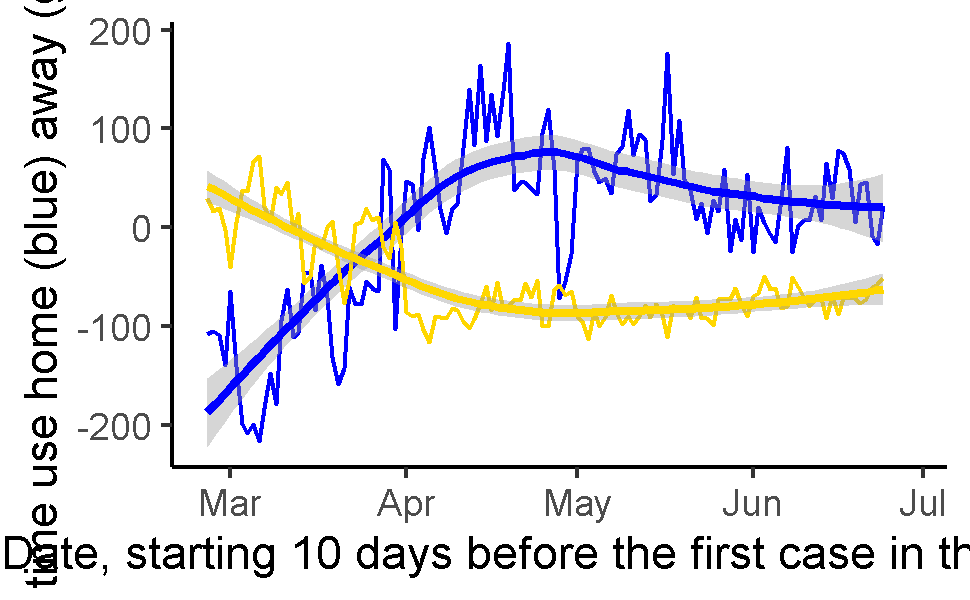 time use home (blue) away (
200
100
0
-100
-200
Mar Apr May Jun Jul
Date, starting 10 days before the first case in th